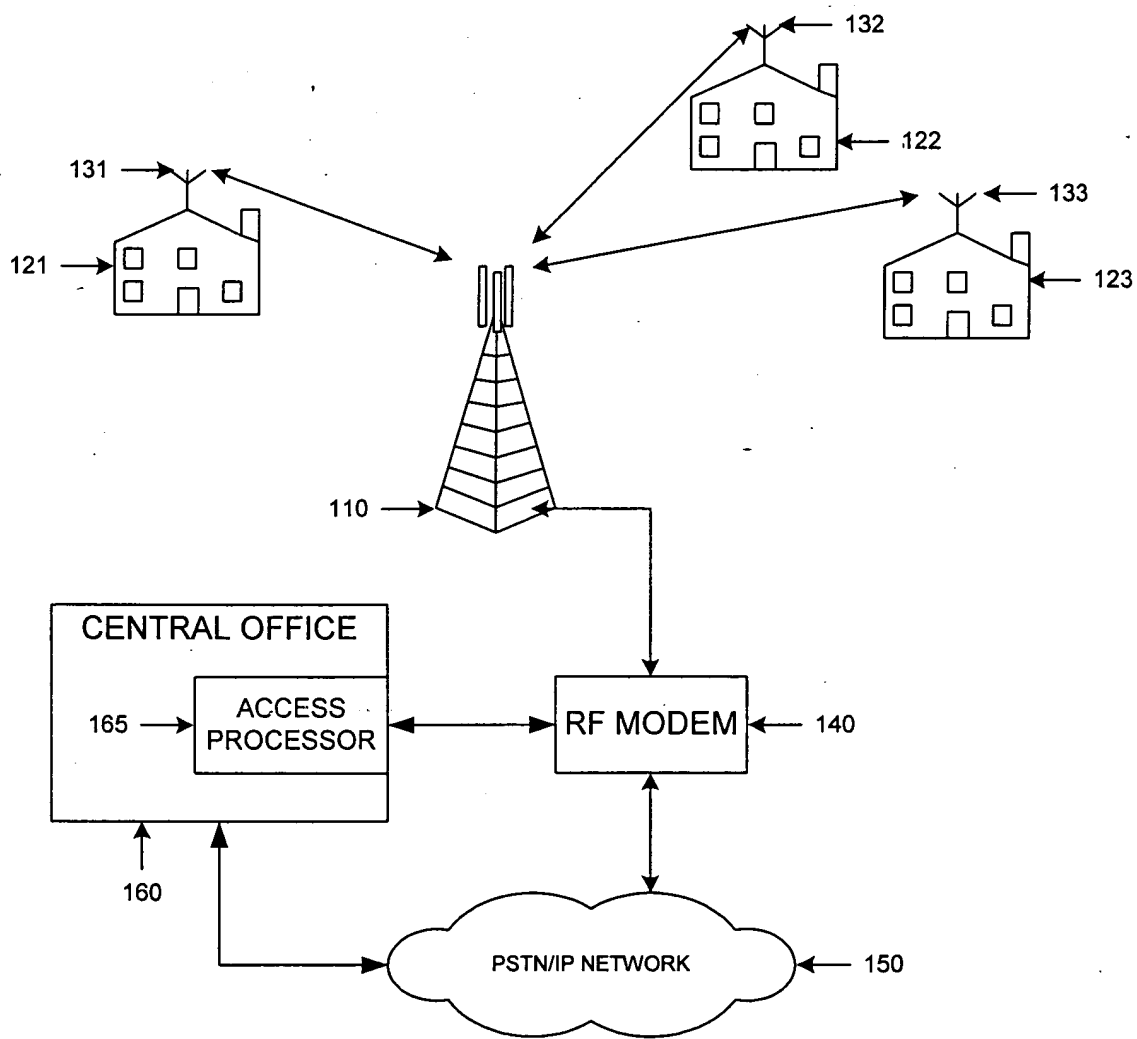 132
122
131
133
121
123
110
CENTRAL OFFICE
165
ACCESS
PROCESSOR
RF MODEM
140
160
PSTN/IP NETWORK
150